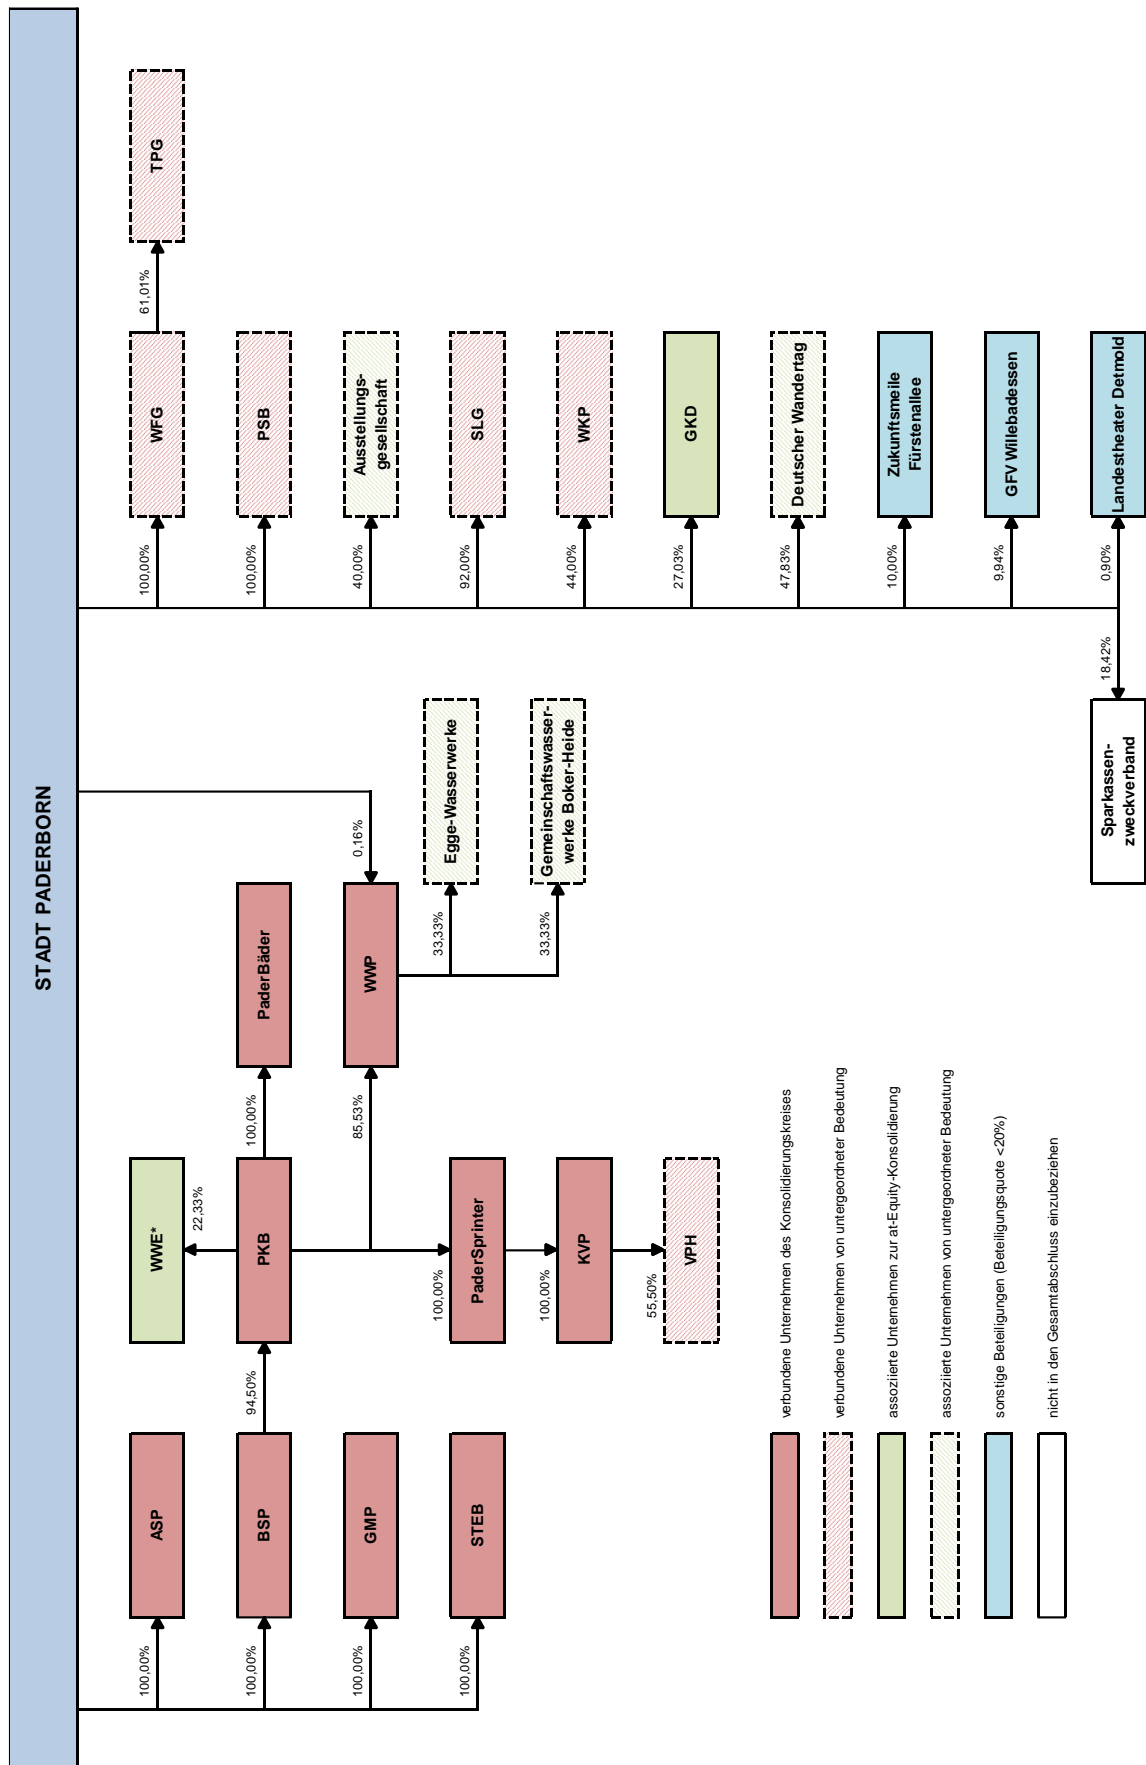 STADT PADERBORN
100,00%
ASP
100,00%
BSP
100,00%
GMP
100,00%
STEB
94,50%
WWE*
22,33%
PKB
100,00%
PaderBäder
85,53%
WWP
0,16%
100,00%
PaderSprinter
100,00%
KVP
55,50%
VPH
33,33%
Egge-Wasserwerke
33,33%
Gemeinschaftswasser-
werke Boker-Heide
100,00%
WFG
61,01%
TPG
100,00%
PSB
40,00%
Ausstellungs-
gesellschaft
92,00%
SLG
44,00%
WKP
27,03%
GKD
47,83%
Deutscher Wandertag
10,00%
Zukunftsmeile
Fürstenallee
9,94%
GFV Willebadessen
0,90%
Landestheater Detmold
18,42%
Sparkassen-
zweckverband
verbundene Unternehmen des Konsolidierungskreises
verbundene Unternehmen von untergeordneter Bedeutung
assoziierte Unternehmen zur at-Equity-Konsolidierung
assoziierte Unternehmen von untergeordneter Bedeutung
sonstige Beteiligungen (Beteiligungsquote <20%)
nicht in den Gesamtabschluss einzubeziehen